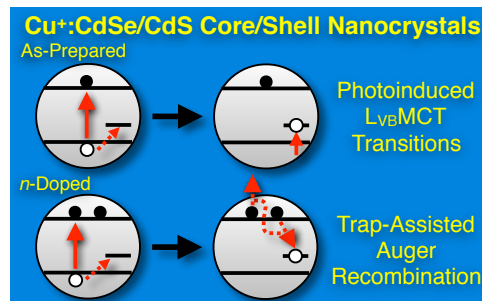 Cu⁺:CdSe/CdS Core/Shell Nanocrystals
As-Prepared
Photoinduced
L_VBMCT
Transitions
n-Doped
Trap-Assisted
Auger
Recombination